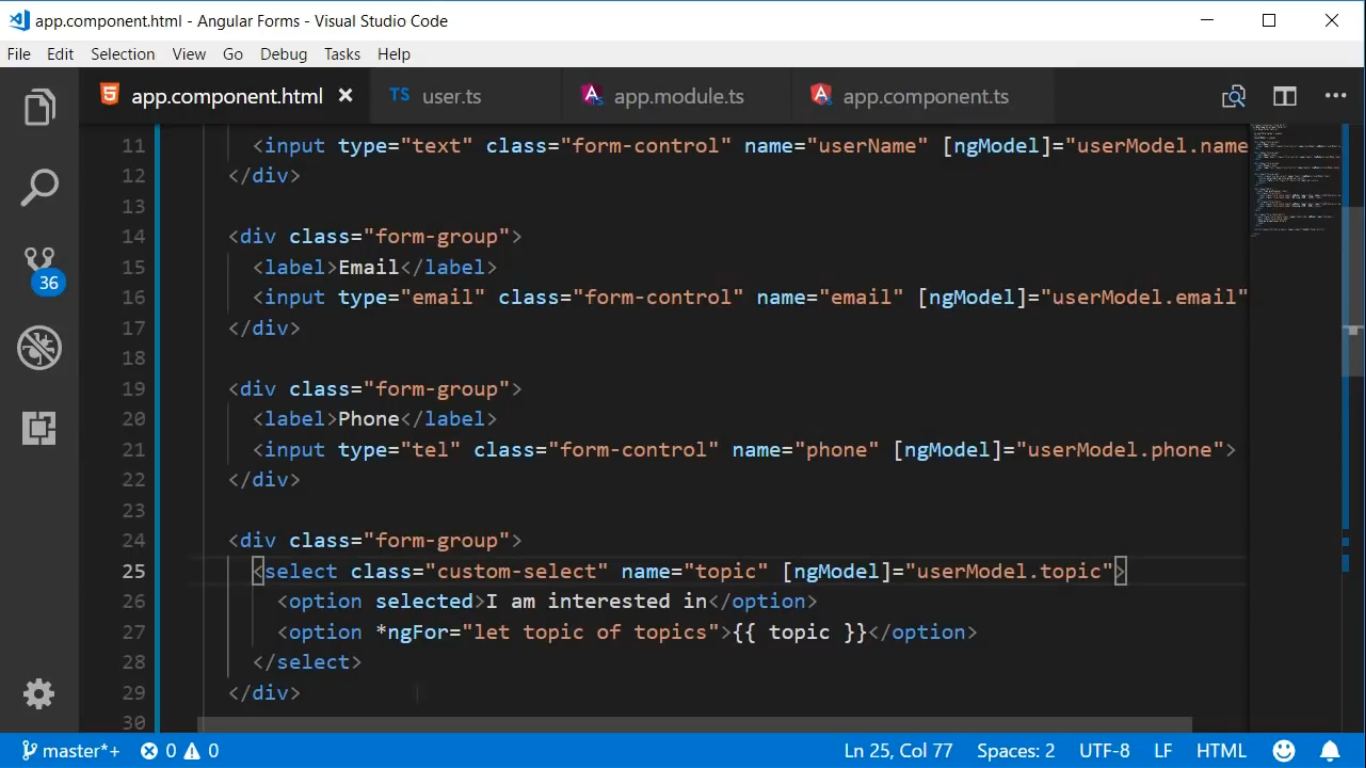 app.component.html - Angular Forms - Visual Studio Code
File Edit Selection View Go Debug Tasks Help
app.component.html TS user.ts app.module.ts app.component.ts
11 <input type="text" class="form-control" name="userName" [ngModel]="userModel.name
12 </div>
13
14 <div class="form-group">
15 <label>Email</label>
16 <input type="email" class="form-control" name="email" [ngModel]="userModel.email"
17 </div>
18
19 <div class="form-group">
20 <label>Phone</label>
21 <input type="tel" class="form-control" name="phone" [ngModel]="userModel.phone">
22 </div>
23
24 <div class="form-group">
25 <select class="custom-select" name="topic" [ngModel]="userModel.topic">
26 <option selected>I am interested in</option>
27 <option *ngFor="let topic of topics">{{ topic }}</option>
28 </select>
29 </div>
30
36
master*+ 0 0 Ln 25, Col 77 Spaces: 2 UTF-8 LF HTML